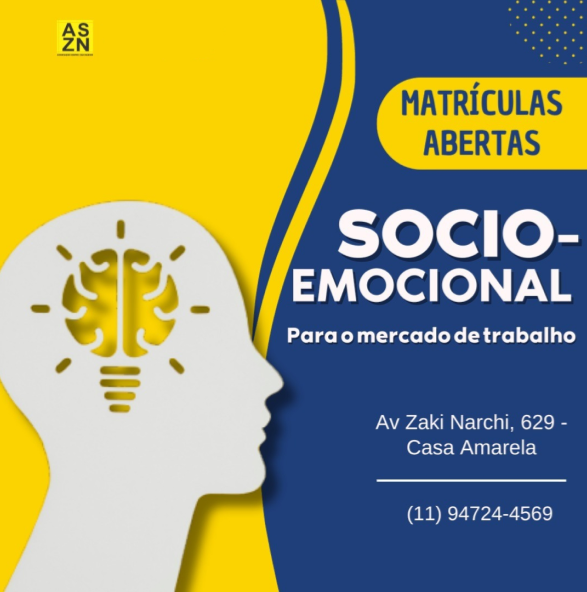 AS
ZN
MATRÍCULAS
ABERTAS
SOCIO-
EMOCIONAL
Para o mercado de trabalho
Av Zaki Narchi, 629 -
Casa Amarela
(11) 94724-4569